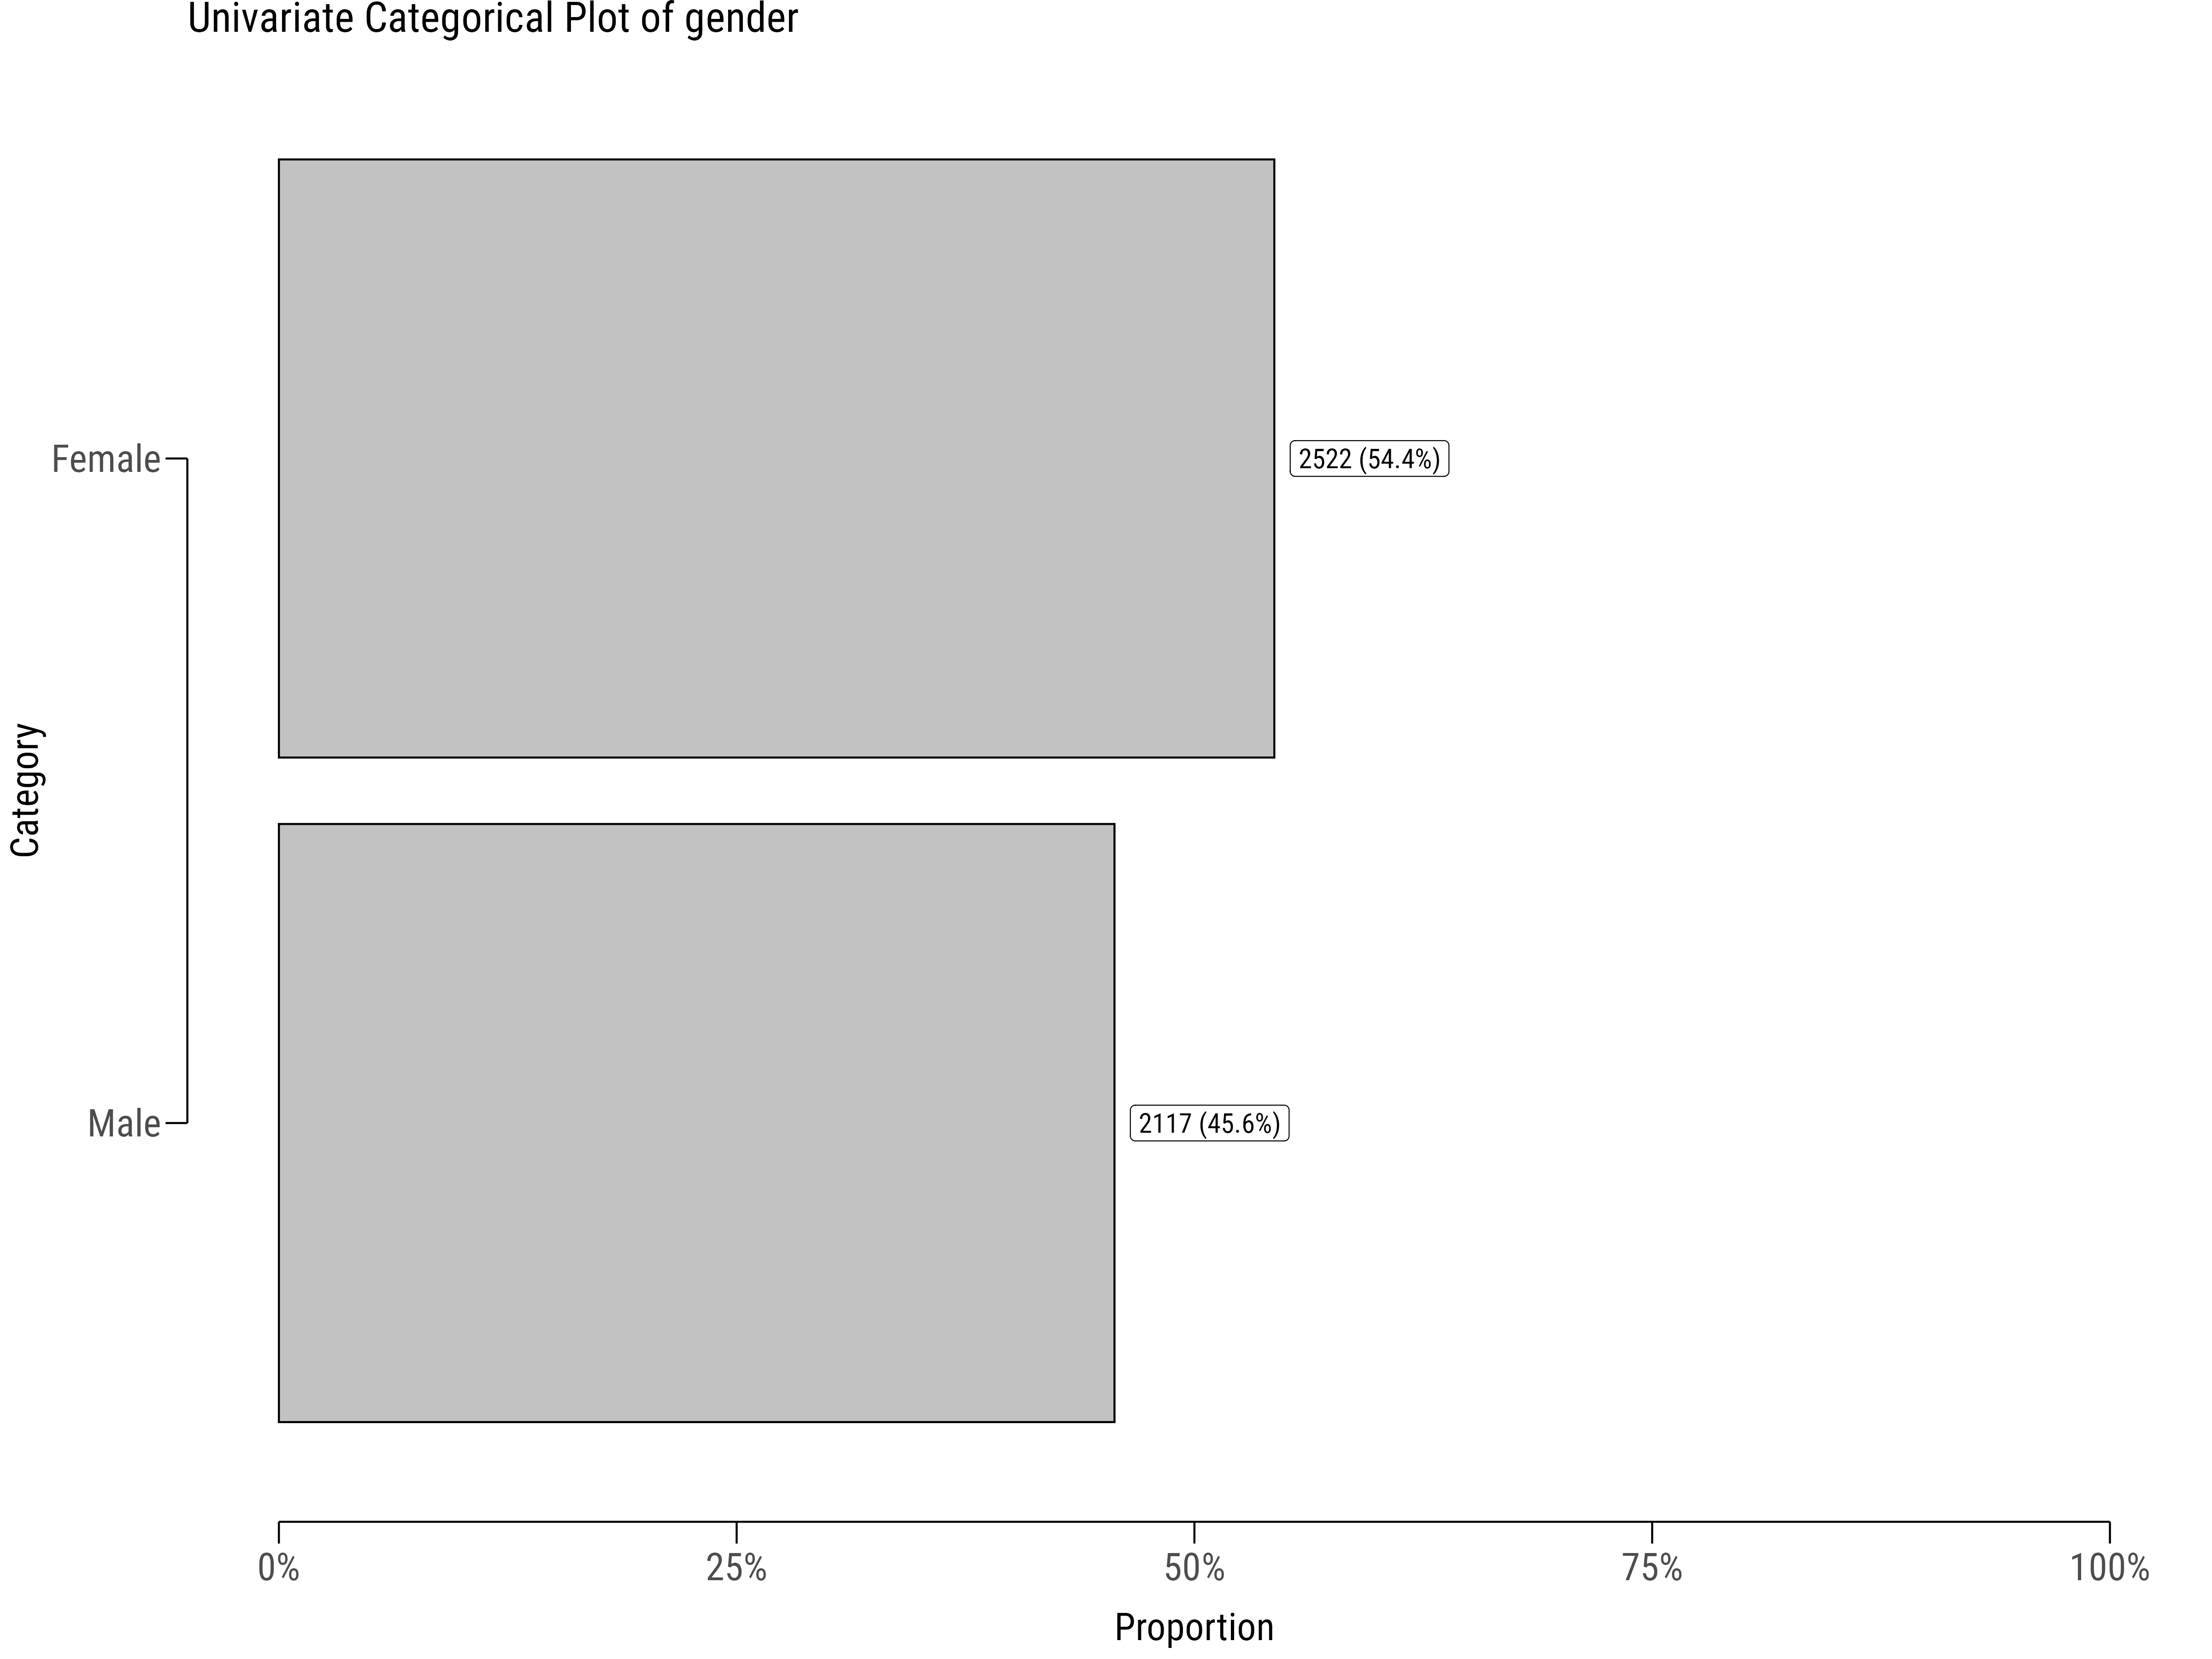 Univariate Categorical Plot of gender
Category
Female
2522 (54.4%)
Male
2117 (45.6%)
0% 25% 50% 75% 100%
Proportion